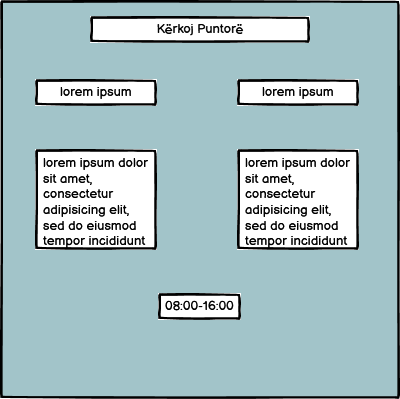 Kërkoj Puntorë
lorem ipsum
lorem ipsum
lorem ipsum dolor
sit amet,
consectetur
adipisicing elit,
sed do eiusmod
tempor incididunt
lorem ipsum dolor
sit amet,
consectetur
adipisicing elit,
sed do eiusmod
tempor incididunt
08:00-16:00